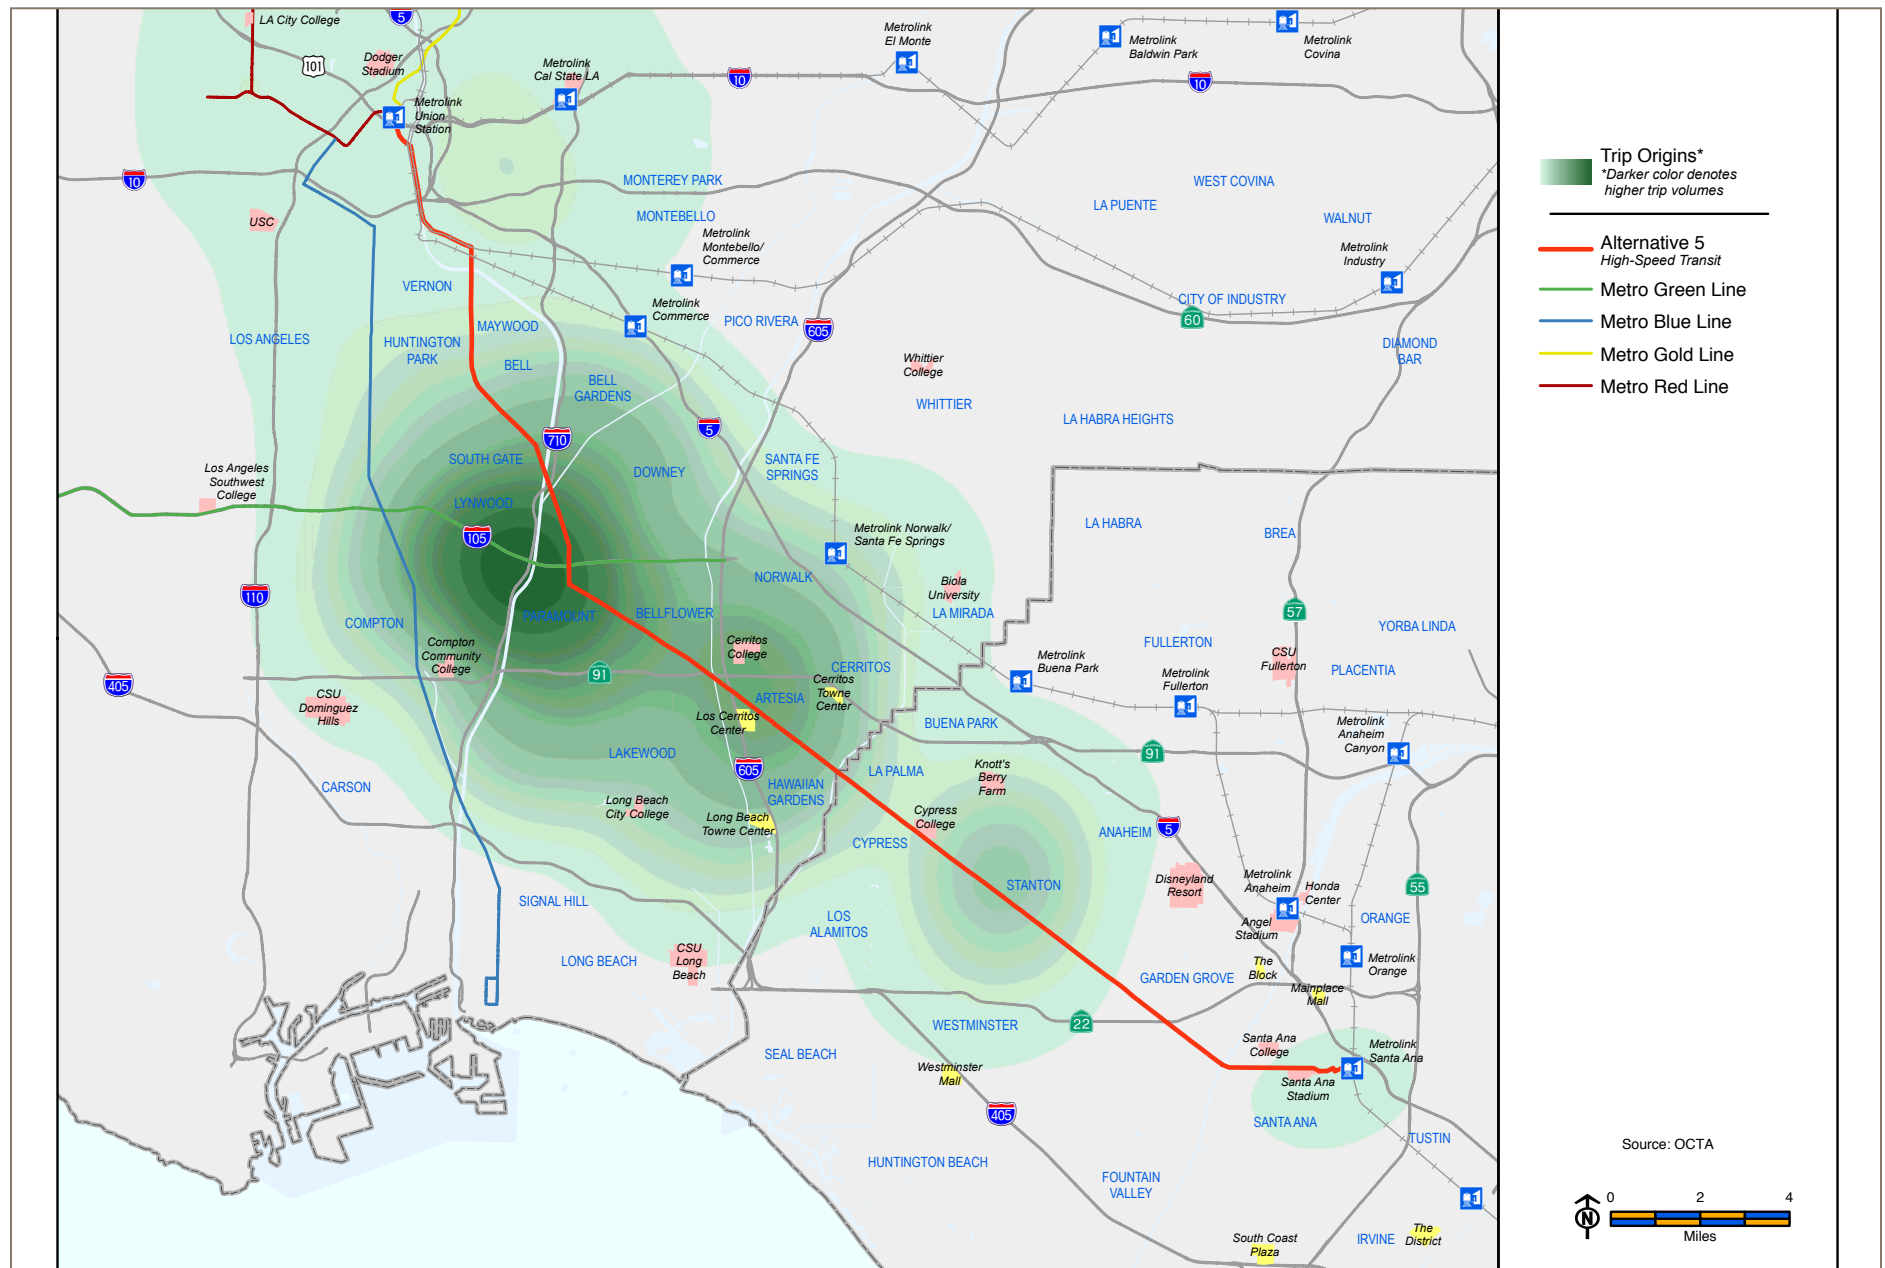 LA City College
5
101
Dodger
Stadium
Metrolink
Cal State LA
Metrolink
El Monte
Metrolink
Baldwin Park
Metrolink
Covina
10
10
Metrolink
Union
Station
10
MONTEREY PARK
WEST COVINA
USC
MONTEBELLO
LA PUENTE
WALNUT
Metrolink
Montebello/
Commerce
Metrolink
Industry
VERNON
Metrolink
Commerce
CITY OF INDUSTRY
60
LOS ANGELES
MAYWOOD
PICO RIVERA
605
HUNTINGTON
PARK
BELL
Whittier
College
DIAMOND
BAR
BELL
GARDENS
WHITTIER
LA HABRA HEIGHTS
5
710
SOUTH GATE
DOWNEY
SANTA FE
SPRINGS
Los Angeles
Southwest
College
LYNWOOD
105
Metrolink Norwalk/
Santa Fe Springs
LA HABRA
BREA
NORWALK
Biola
University
110
57
PARAMOUNT
BELLFLOWER
LA MIRADA
COMPTON
YORBA LINDA
Compton
Community
College
Cerritos
College
CERRITOS
FULLERTON
Metrolink
Buena Park
CSU
Fullerton
PLACENTIA
405
91
Cerritos
Towne
Center
Metrolink
Fullerton
CSU
Dominguez
Hills
ARTESIA
Los Cerritos
Center
BUENA PARK
Metrolink
Anaheim
Canyon
91
LAKEWOOD
605
LA PALMA
Knott's
Berry
Farm
CARSON
HAWAIIAN
GARDENS
Long Beach
City College
Long Beach
Towne Center
Cypress
College
ANAHEIM
5
CYPRESS
STANTON
Disneyland
Resort
Metrolink
Anaheim
Honda
Center
55
SIGNAL HILL
LOS
ALAMITOS
Angel
Stadium
ORANGE
LONG BEACH
CSU
Long
Beach
GARDEN GROVE
The
Block
Metrolink
Orange
Mainplace
Mall
WESTMINSTER
22
SEAL BEACH
Santa Ana
College
Metrolink
Santa Ana
Westminster
Mall
Santa Ana
Stadium
405
SANTA ANA
TUSTIN
HUNTINGTON BEACH
FOUNTAIN
VALLEY
South Coast
Plaza
IRVINE
The
District
Trip Origins*
*Darker color denotes
higher trip volumes
Alternative 5
High-Speed Transit
Metro Green Line
Metro Blue Line
Metro Gold Line
Metro Red Line
Source: OCTA
N
0 2 4
Miles